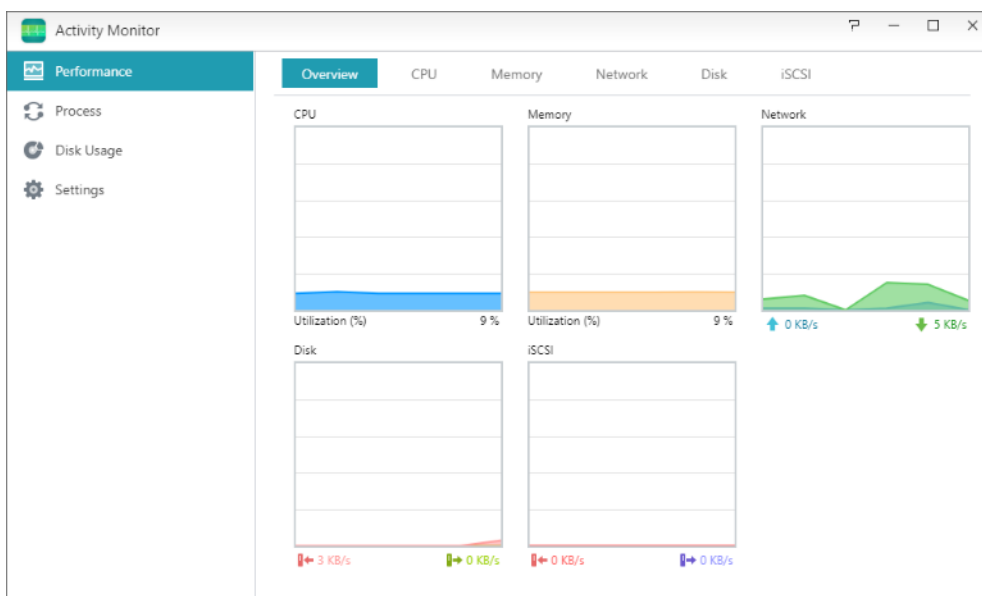 Activity Monitor
Performance
Process
Disk Usage
Settings
Overview CPU Memory Network Disk iSCSI
CPU Memory Network
Utilization (%) 9 % Utilization (%) 9 % 0 KB/s 5 KB/s
Disk iSCSI
3 KB/s 0 KB/s 0 KB/s 0 KB/s